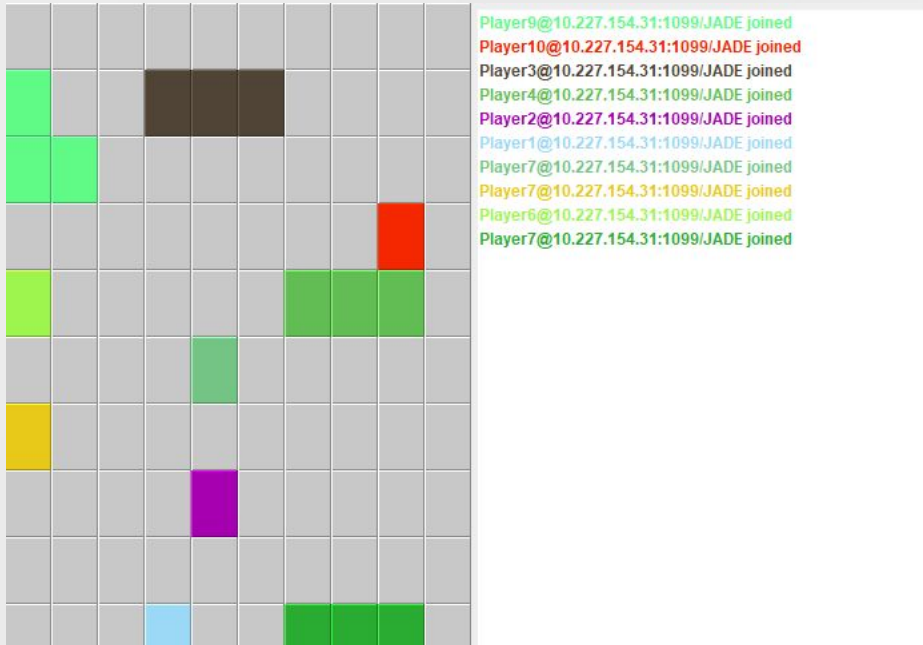 Player9@10.227.154.31:1099/JADE joined
Player10@10.227.154.31:1099/JADE joined
Player3@10.227.154.31:1099/JADE joined
Player4@10.227.154.31:1099/JADE joined
Player2@10.227.154.31:1099/JADE joined
Player1@10.227.154.31:1099/JADE joined
Player7@10.227.154.31:1099/JADE joined
Player7@10.227.154.31:1099/JADE joined
Player6@10.227.154.31:1099/JADE joined
Player7@10.227.154.31:1099/JADE joined